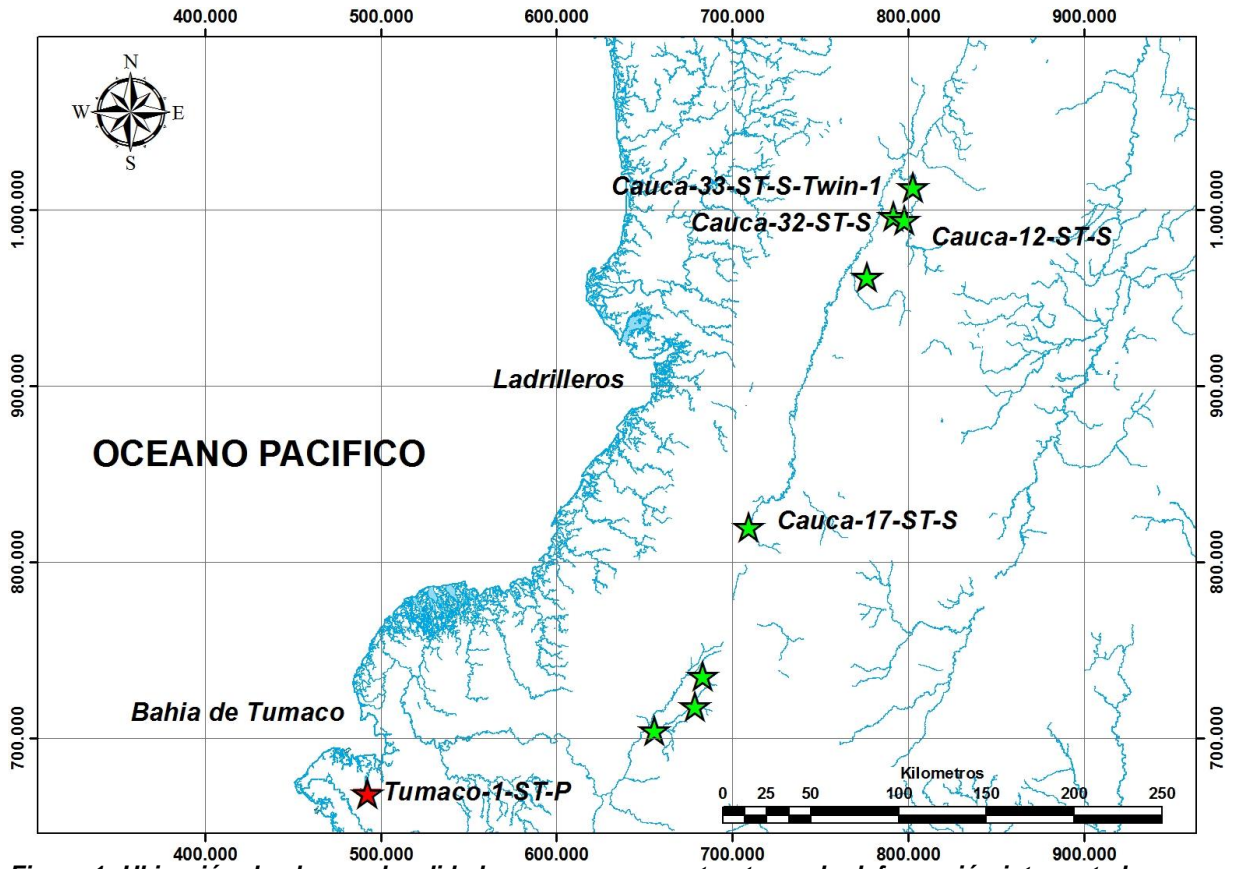 400.000 500.000 600.000 700.000 800.000 900.000
N
W E
S
1.000.000
900.000
800.000
700.000
1.000.000
900.000
800.000
700.000
Cauca-33-ST-S-Twin-1
Cauca-32-ST-S
Cauca-12-ST-S
Ladrilleros
OCEANO PACIFICO
Cauca-17-ST-S
Bahia de Tumaco
Tumaco-1-ST-P
Kilometros
0 25 50 100 150 200 250
400.000 500.000 600.000 700.000 800.000 900.000